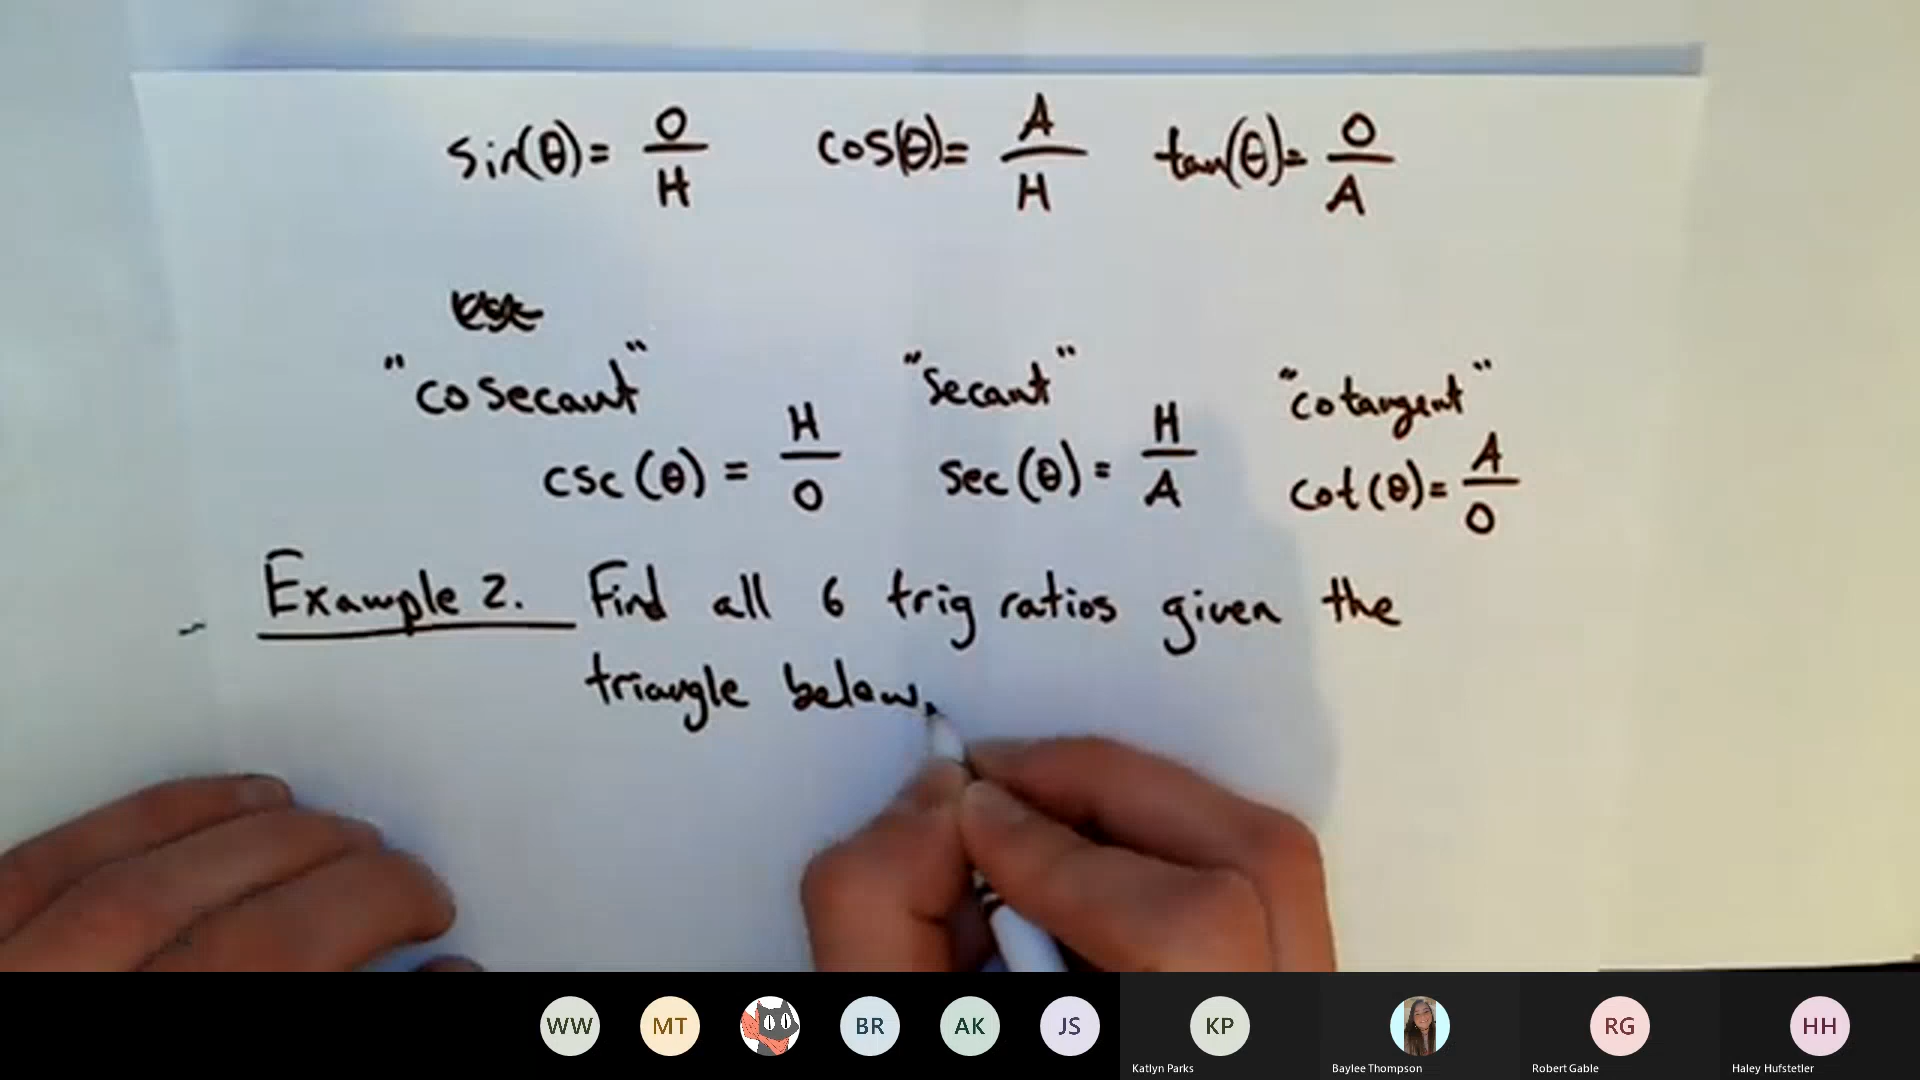 sin(θ) = O/H cos(θ) = A/H tan(θ) = O/A
"cosecant" "secant" "cotangent"
csc(θ) = H/O sec(θ) = H/A cot(θ) = A/O
Example 2. Find all 6 trig ratios given the
triangle below.
WW MT BR AK JS KP RG HH
Katlyn Parks Baylee Thompson Robert Gable Haley Hufstetler